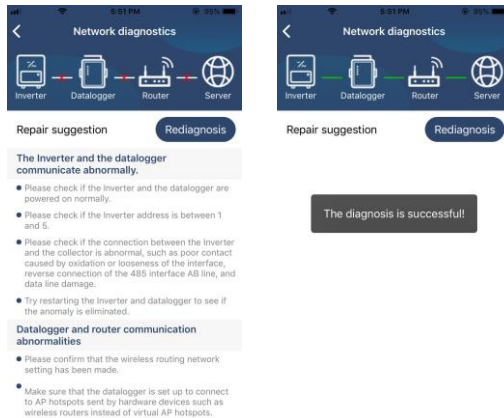 5:51 PM
95%
Network diagnostics
Inverter
Datalogger
Router
Server
Repair suggestion
Rediagnosis
The Inverter and the datalogger
communicate abnormally.
Please check if the Inverter and the datalogger are
powered on normally.
Please check if the Inverter address is between 1
and 5.
Please check if the connection between the Inverter
and the collector is abnormal, such as poor contact
caused by oxidation or looseness of the interface,
reverse connection of the 485 interface AB line, and
data line damage.
Try restarting the Inverter and datalogger to see if
the anomaly is eliminated.
Datalogger and router communication
abnormalities
Please confirm that the wireless routing network
setting has been made.
Make sure that the datalogger is set up to connect
to AP hotspots sent by hardware devices such as
wireless routers instead of virtual AP hotspots.
5:51 PM
95%
Network diagnostics
Inverter
Datalogger
Router
Server
Repair suggestion
Rediagnosis
The diagnosis is successful!